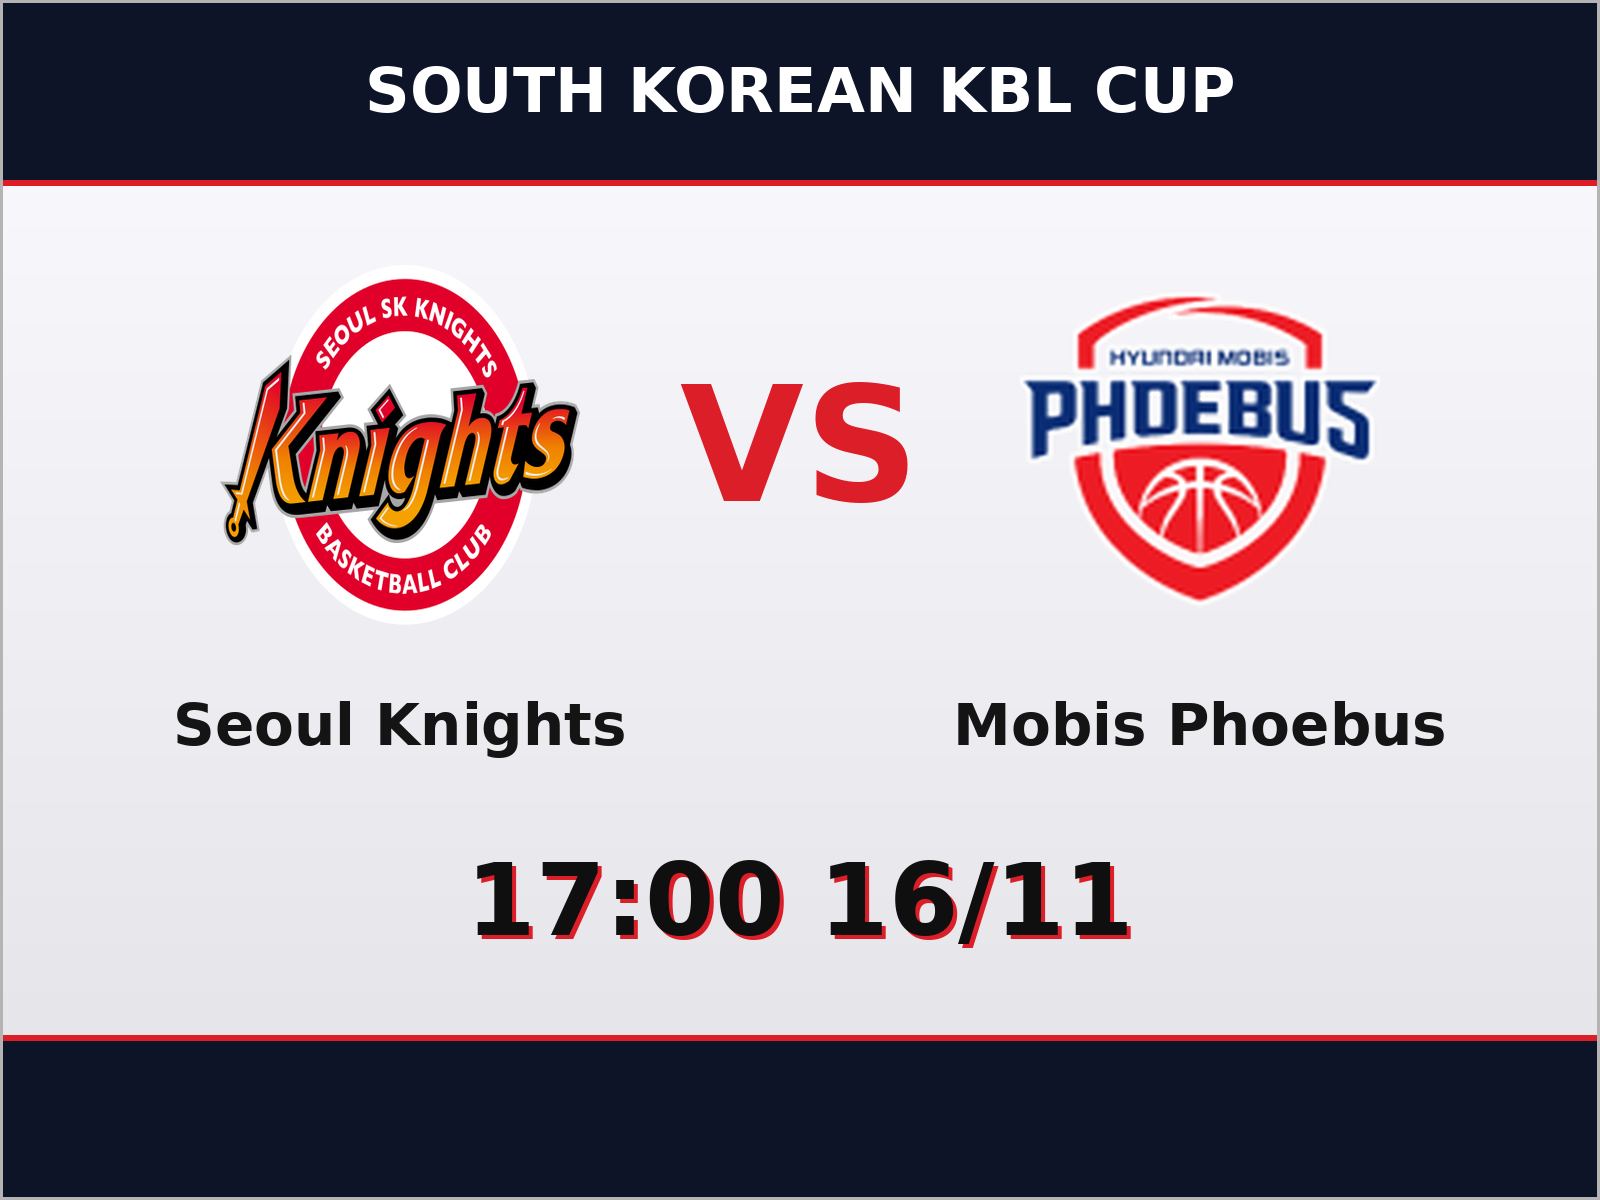 SOUTH KOREAN KBL CUP
SEOUL SK KNIGHTS
Knights
BASKETBALL CLUB
VS
HYUNDAI MOBIS
PHOEBUS
Seoul Knights
Mobis Phoebus
17:00 16/11